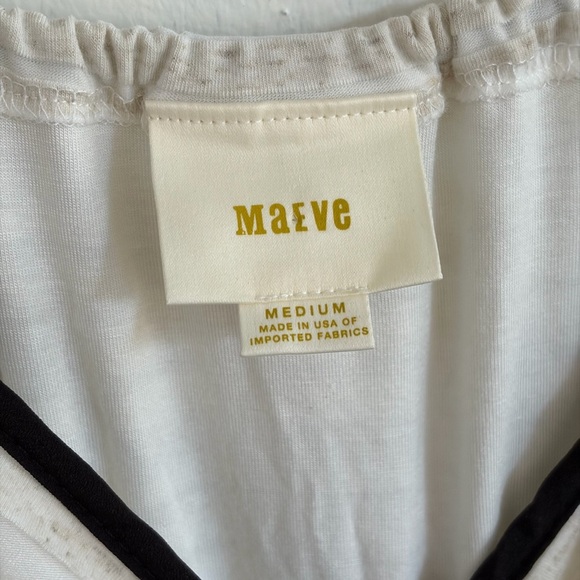 MaEve
MEDIUM
MADE IN USA OF
IMPORTED FABRICS